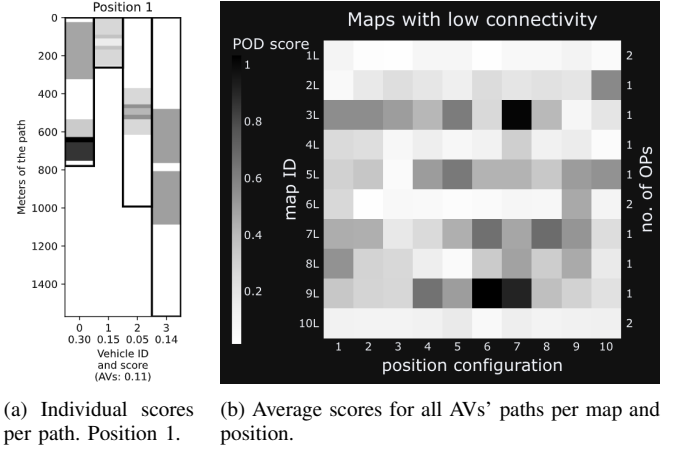 Position 1
0
200
400
600
800
1000
1200
1400
Meters of the path
0 1 2 3
0.30 0.15 0.05 0.14
Vehicle ID
and score
(AVs: 0.11)
(a) Individual scores
per path. Position 1.
Maps with low connectivity
POD score
1
0.8
0.6
0.4
0.2
map ID
1L 2
2L 1
3L 1
4L 1
5L 1
6L 2
7L 1
8L 1
9L 1
10L 2
no. of OPs
1 2 3 4 5 6 7 8 9 10
position configuration
(b) Average scores for all AVs' paths per map and
position.